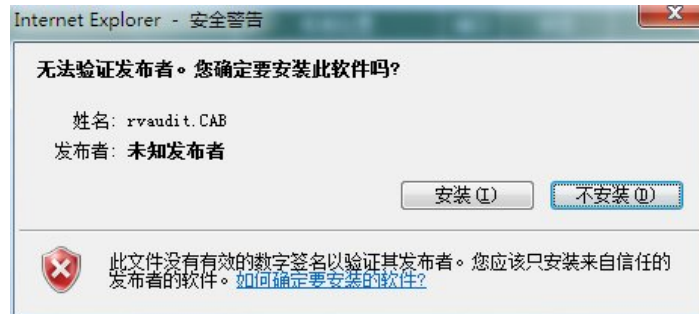 Internet Explorer - 安全警告
无法验证发布者。您确定要安装此软件吗?
姓名: rvaudit.CAB
发布者: 未知发布者
安装(I) 不安装(D)
此文件没有有效的数字签名以验证其发布者。您应该只安装来自信任的
发布者的软件。如何确定要安装的软件?